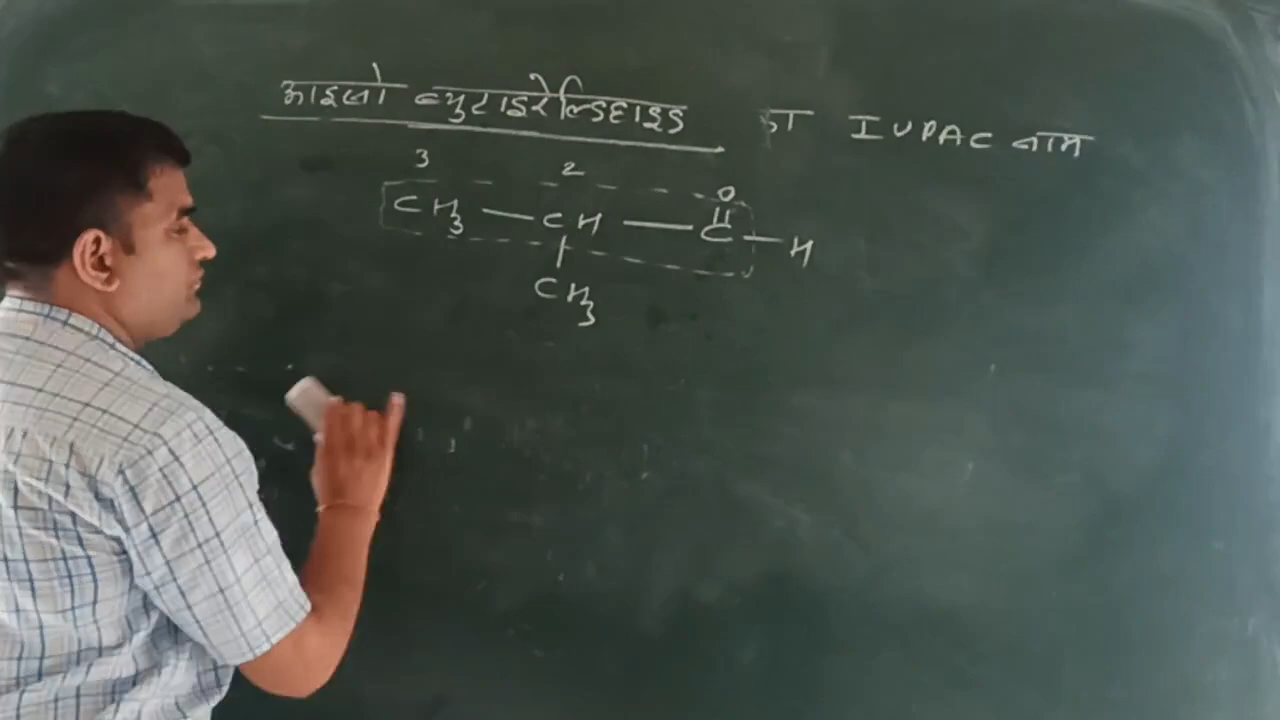 आइसो ब्युटाइरेल्डिहाइड का IUPAC नाम
3 2 O
CH3 — CH — C — H
CH3